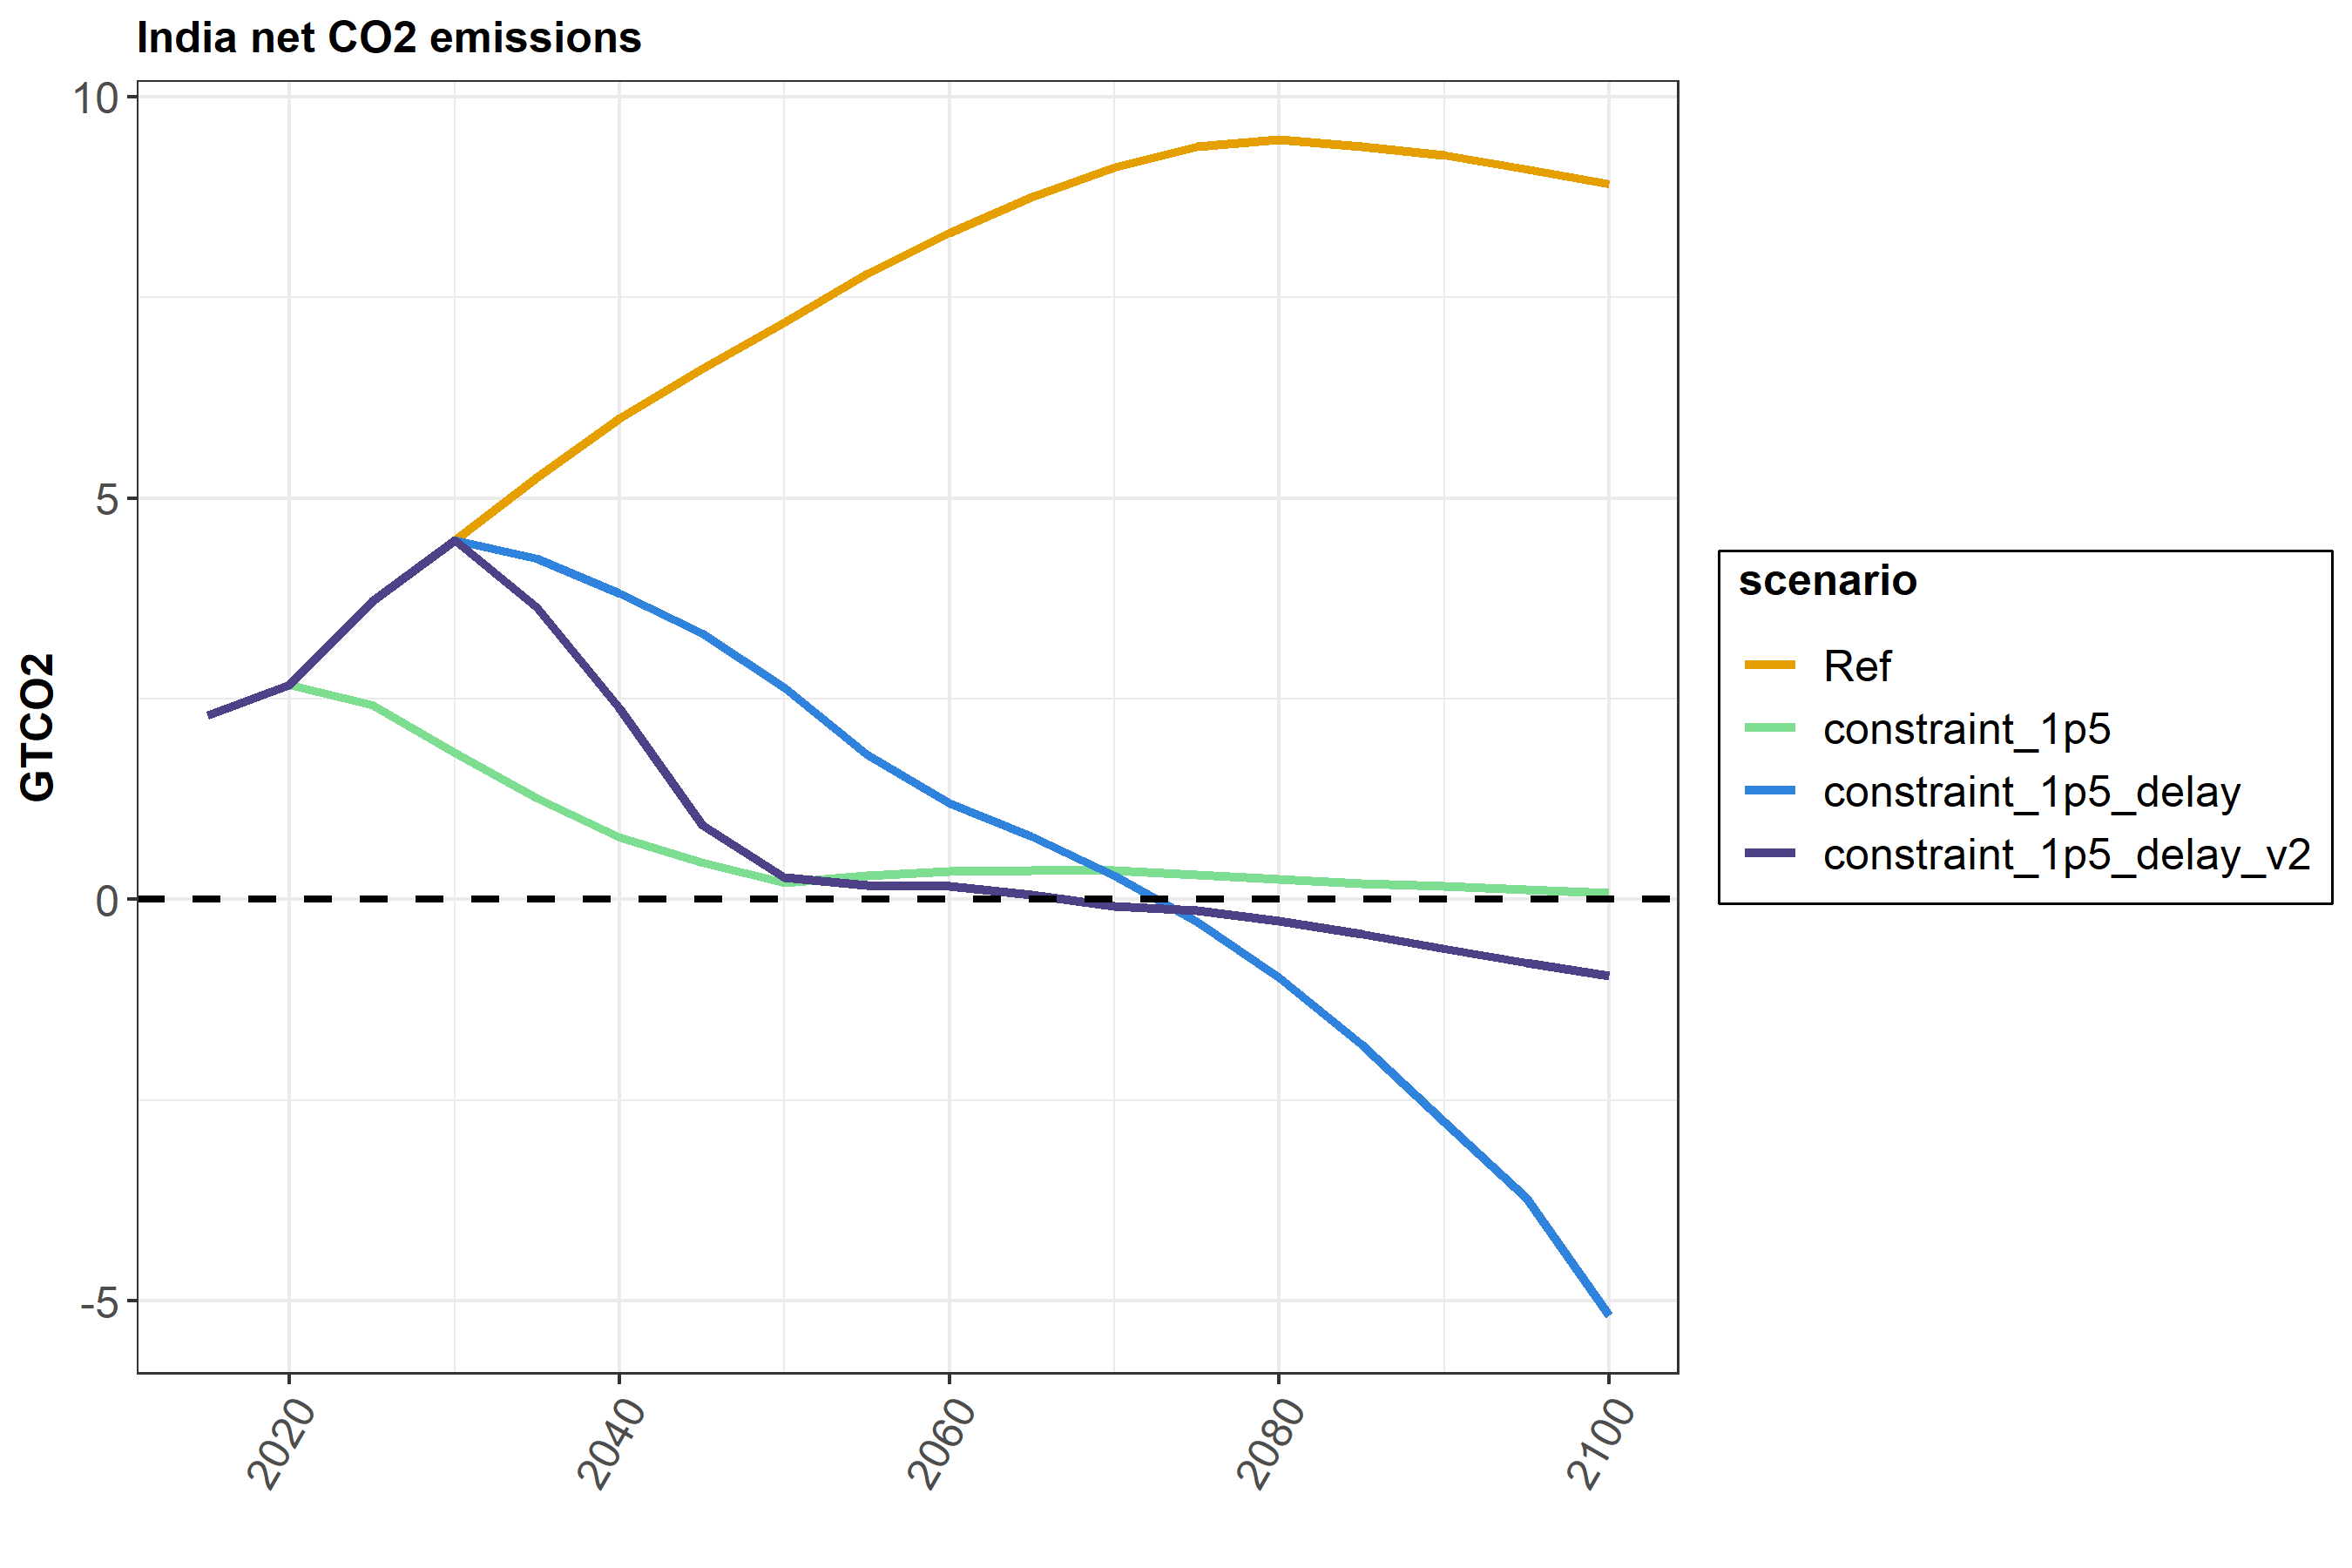 India net CO2 emissions
10
5
0
-5
GTCO2
2020
2040
2060
2080
2100
scenario
Ref
constraint_1p5
constraint_1p5_delay
constraint_1p5_delay_v2